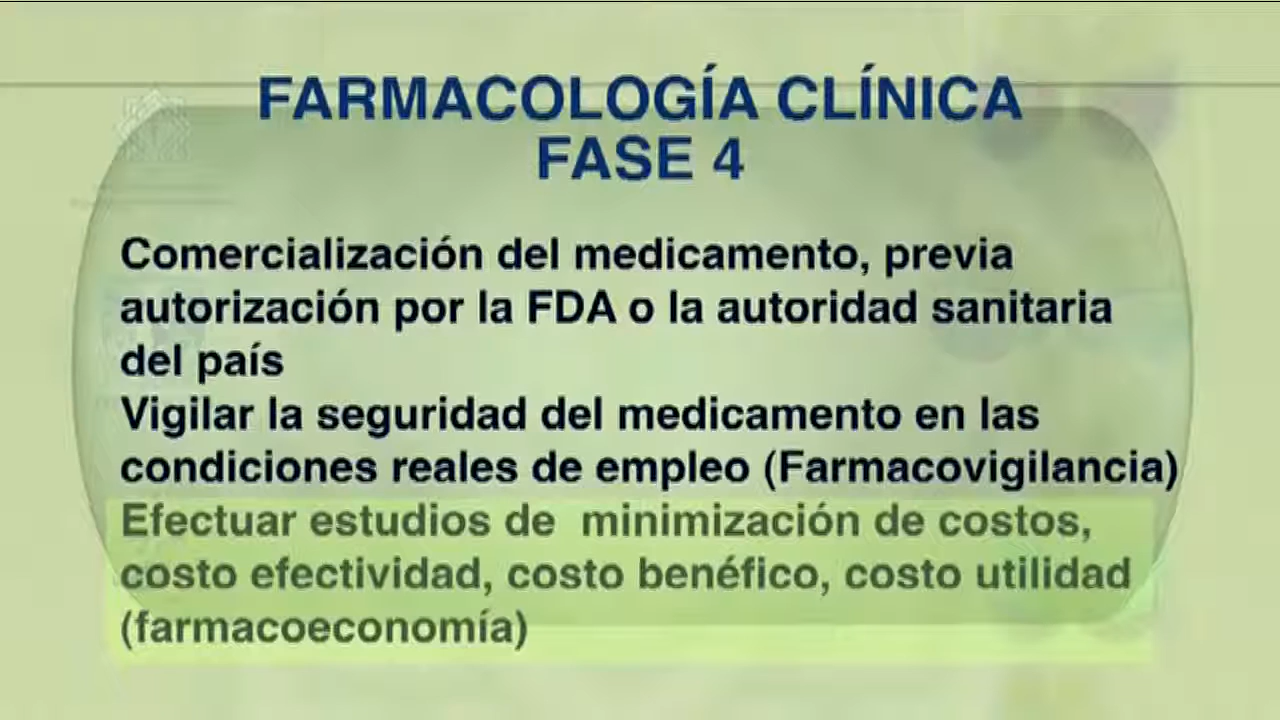 FARMACOLOGÍA CLÍNICA
FASE 4
Comercialización del medicamento, previa
autorización por la FDA o la autoridad sanitaria
del país
Vigilar la seguridad del medicamento en las
condiciones reales de empleo (Farmacovigilancia)
Efectuar estudios de  minimización de costos,
costo efectividad, costo benéfico, costo utilidad
(farmacoeconomía)